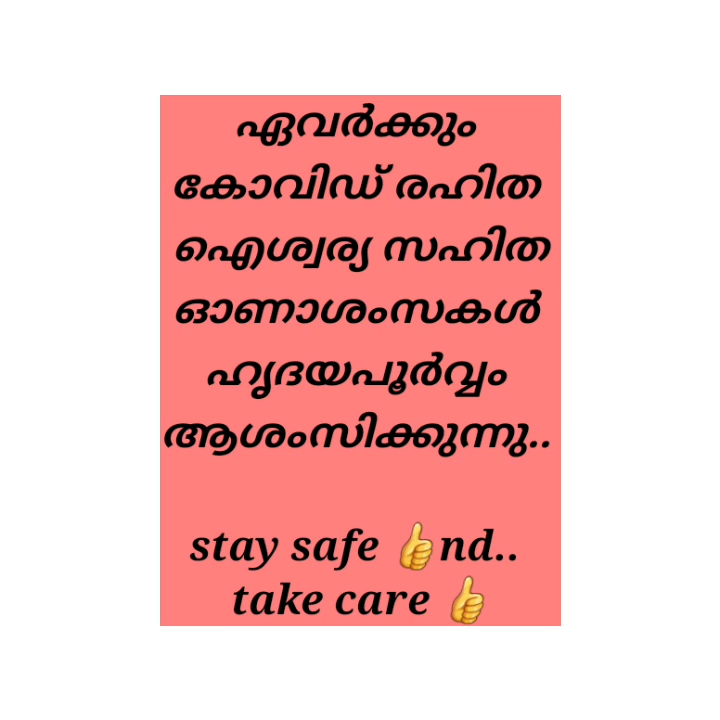 ഏവർക്കും
കോവിഡ് രഹിത
ഐശ്വര്യ സഹിത
ഓണാശംസകൾ
ഹൃദയപൂർവ്വം
ആശംസിക്കുന്നു..
stay safe 👍nd..
take care 👍